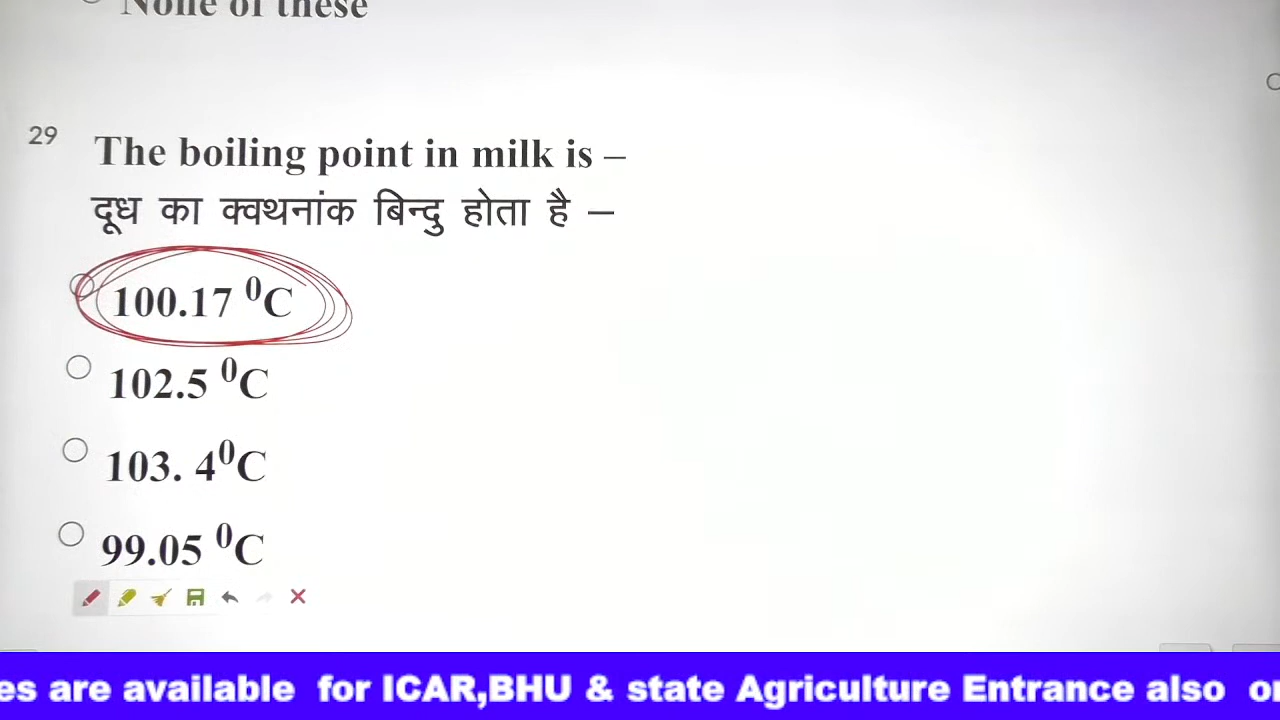 None of these
29 The boiling point in milk is –
दूध का क्वथनांक बिन्दु होता है –
100.17 ⁰C
102.5 ⁰C
103. 4⁰C
99.05 ⁰C
es are available for ICAR,BHU & state Agriculture Entrance also